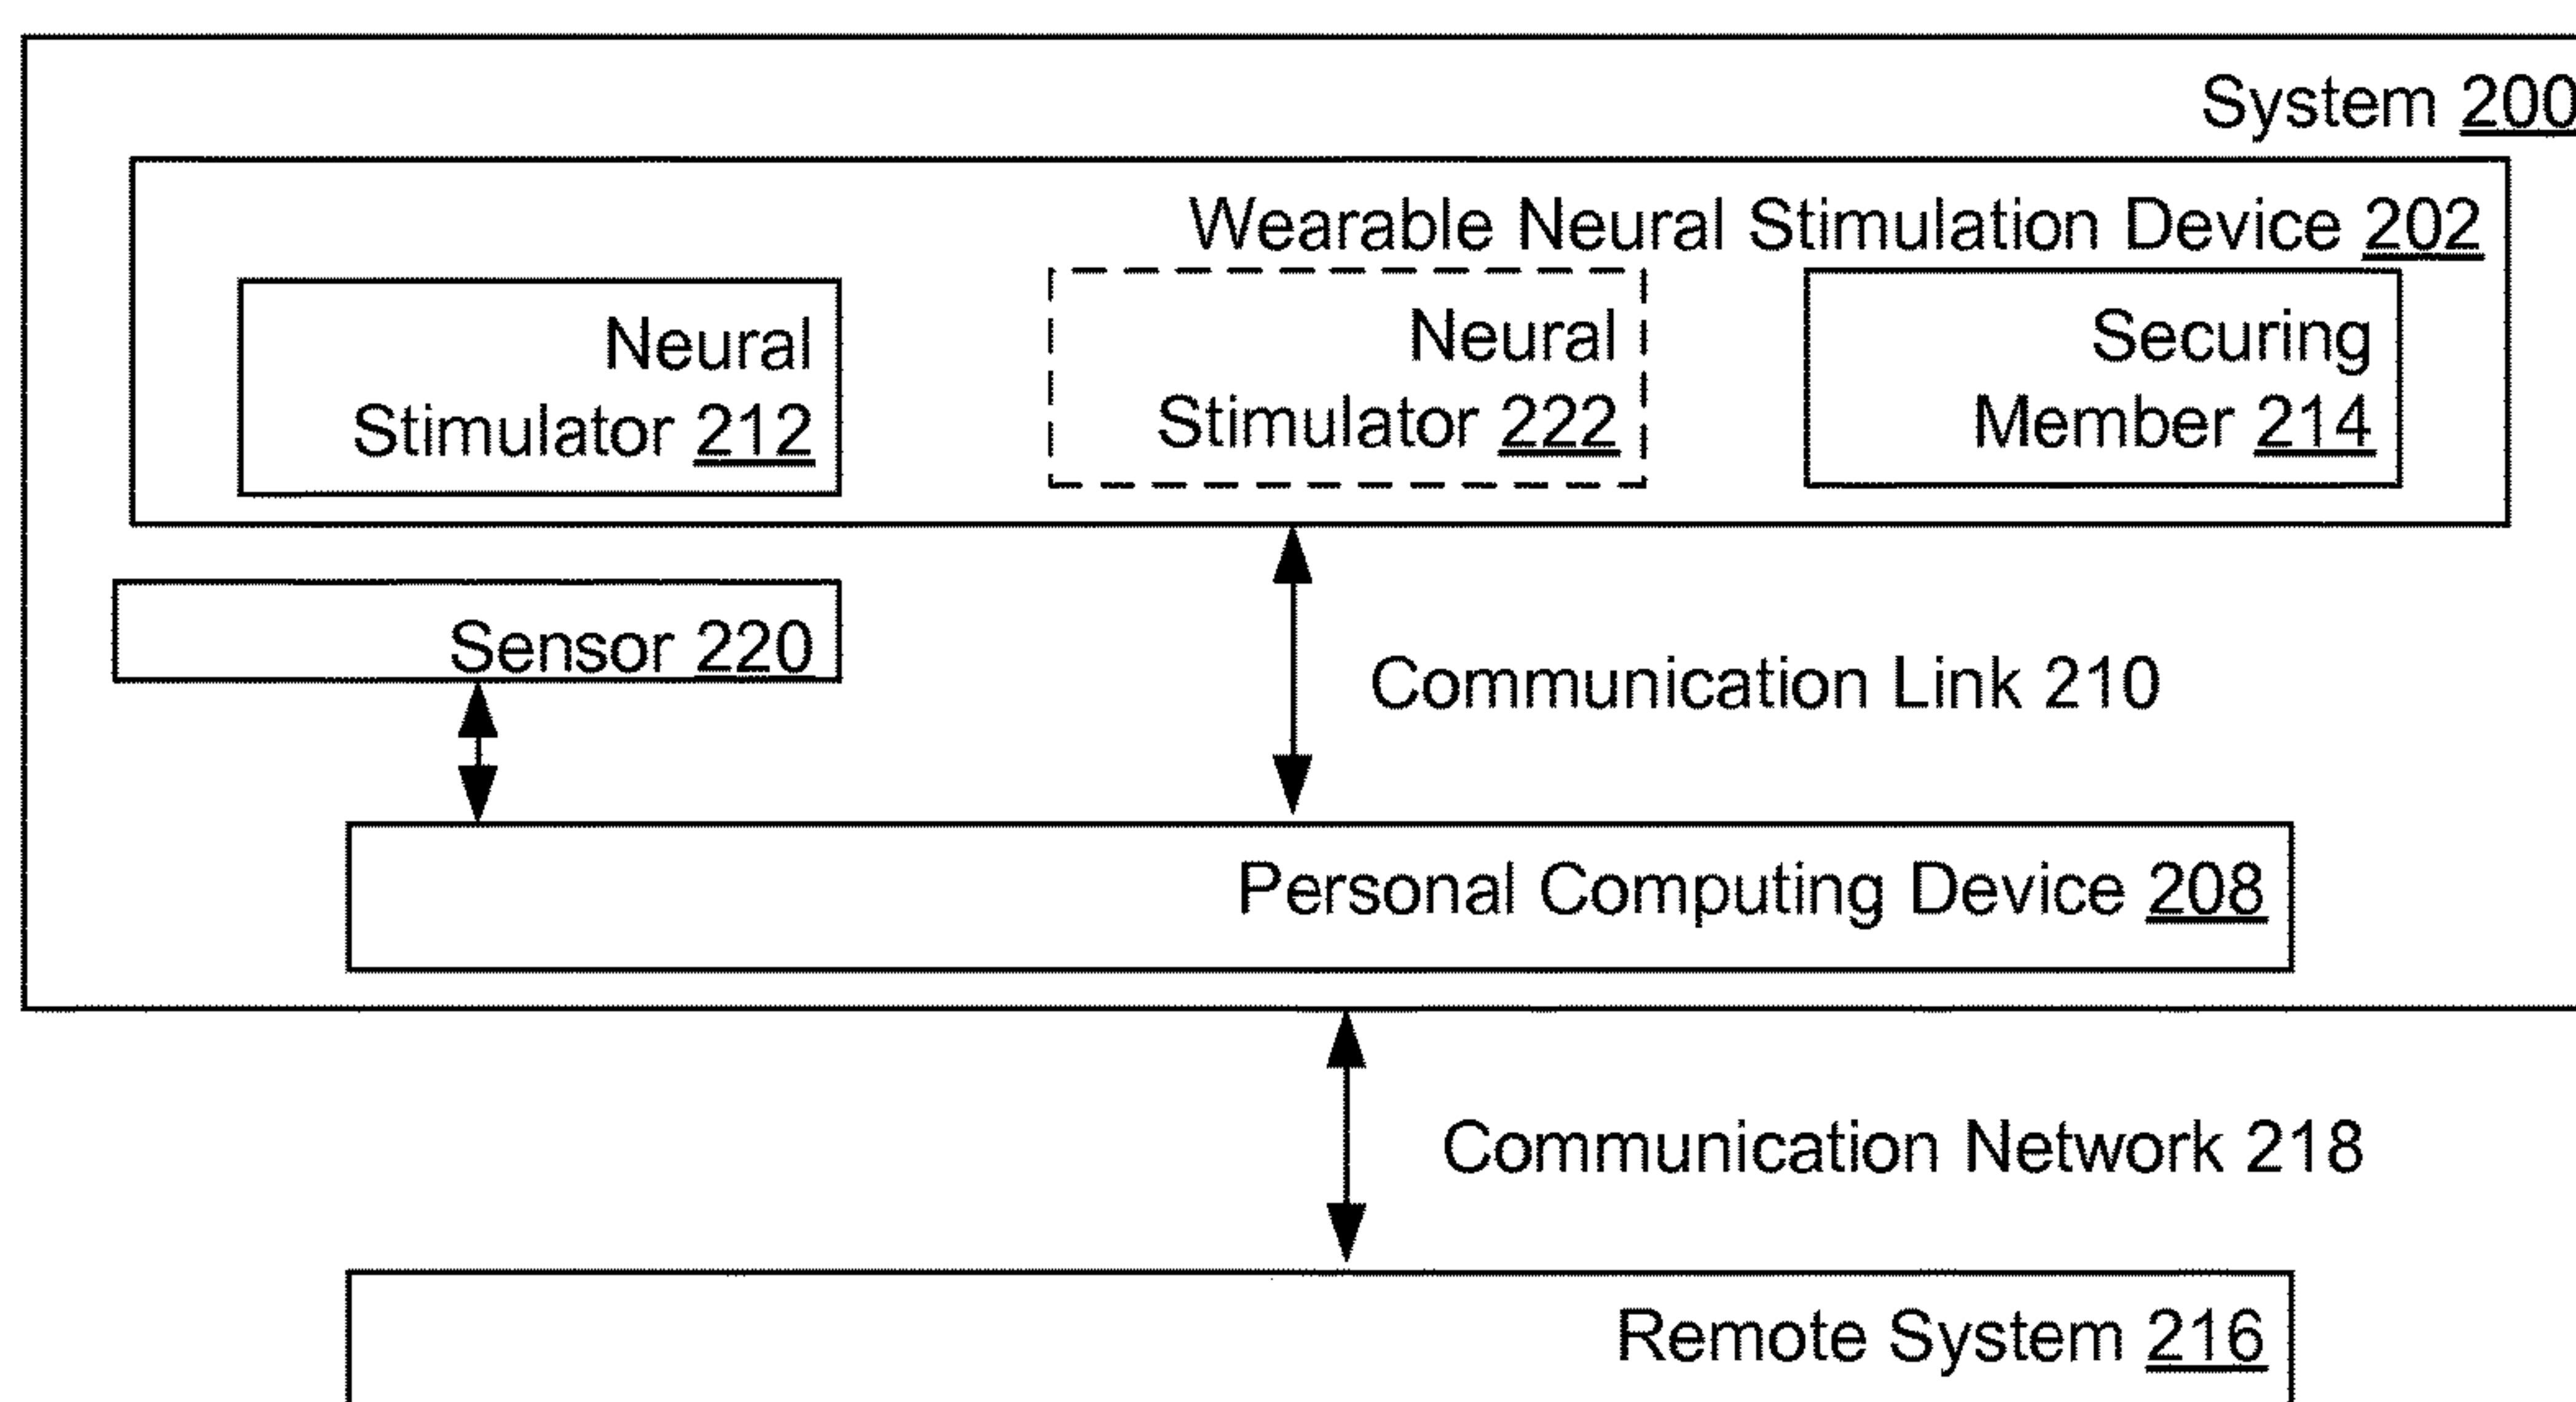 System 200
Wearable Neural Stimulation Device 202
Neural
Stimulator 212
Neural
Stimulator 222
Securing
Member 214
Sensor 220
Communication Link 210
Personal Computing Device 208
Communication Network 218
Remote System 216